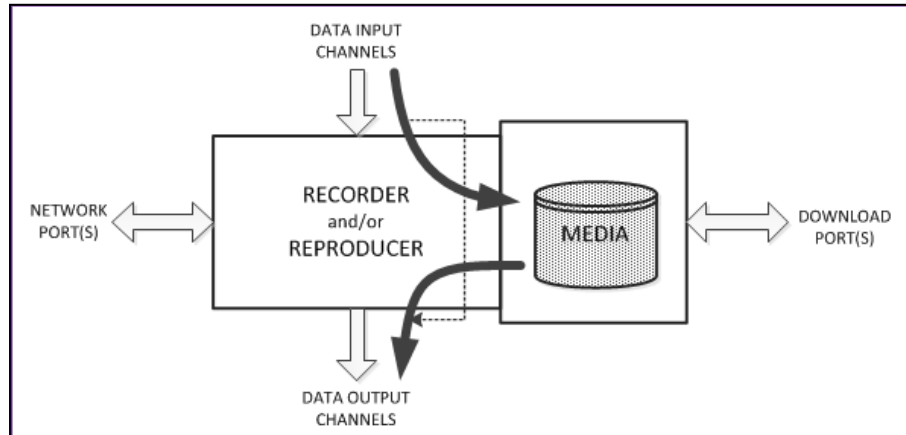 DATA INPUT
CHANNELS
RECORDER
and/or
REPRODUCER
NETWORK
PORT(S)
MEDIA
DOWNLOAD
PORT(S)
DATA OUTPUT
CHANNELS